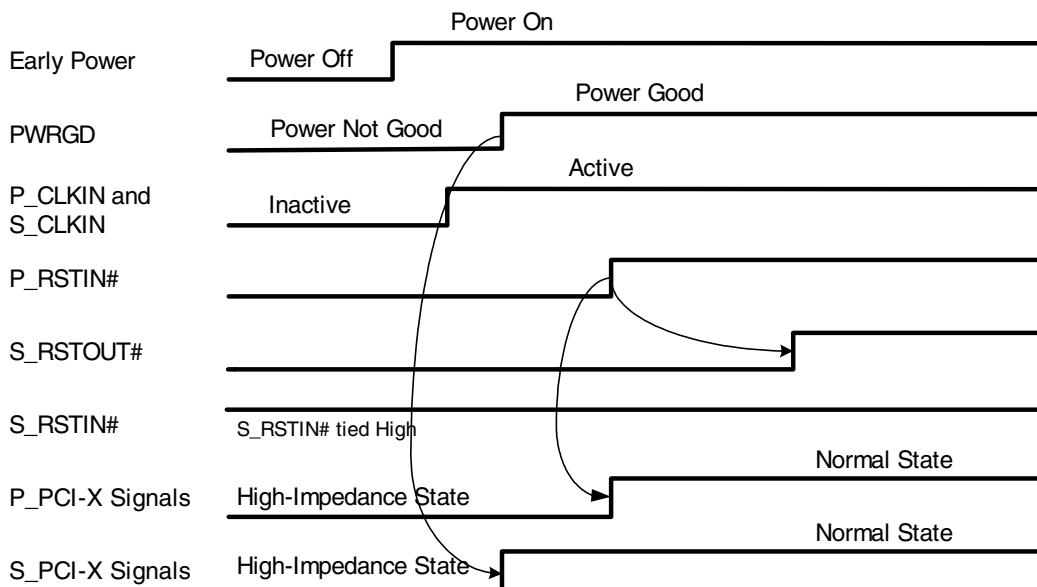 Power On
Early Power
Power Off
Power Good
PWRGD
Power Not Good
Active
P_CLKIN and
S_CLKIN
Inactive
P_RSTIN#
S_RSTOUT#
S_RSTIN#
S_RSTIN# tied High
Normal State
P_PCI-X Signals
High-Impedance State
Normal State
S_PCI-X Signals
High-Impedance State